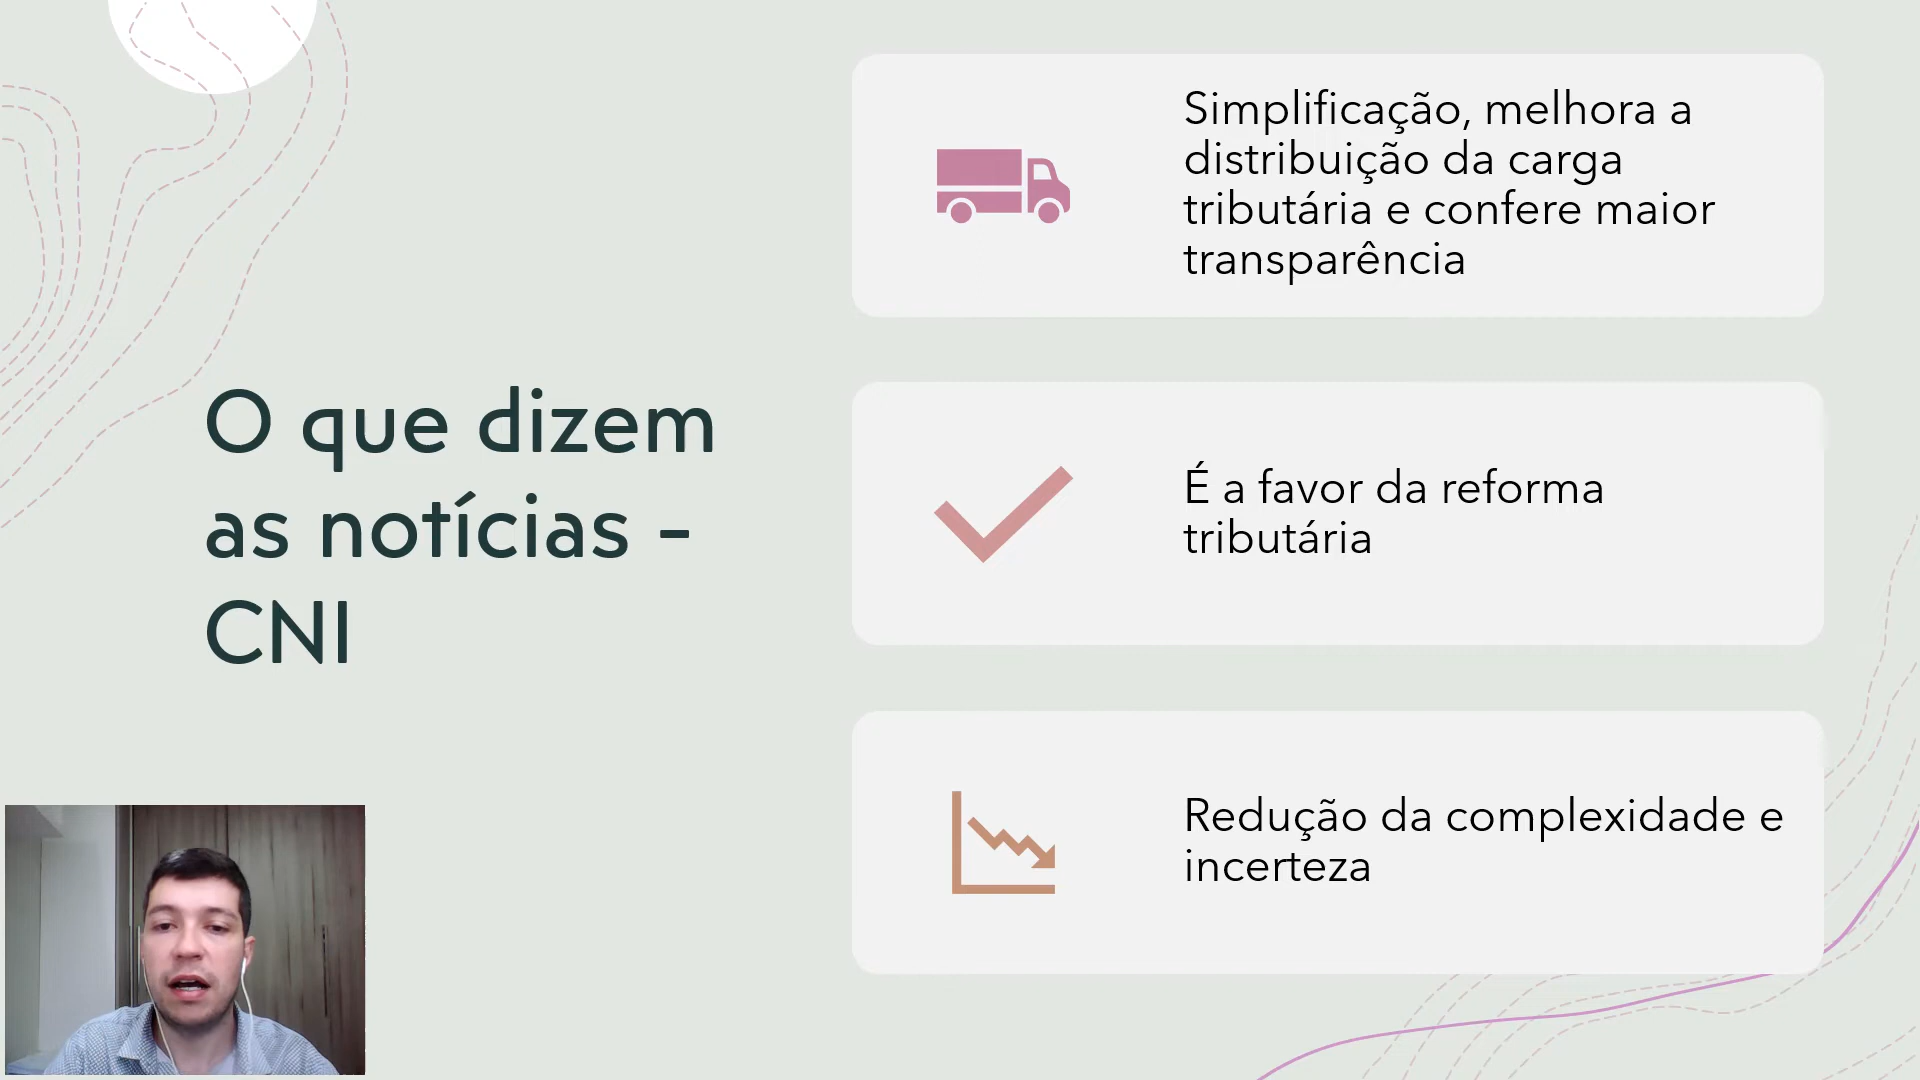 O que dizem
as notícias -
CNI
Simplificação, melhora a
distribuição da carga
tributária e confere maior
transparência
É a favor da reforma
tributária
Redução da complexidade e
incerteza